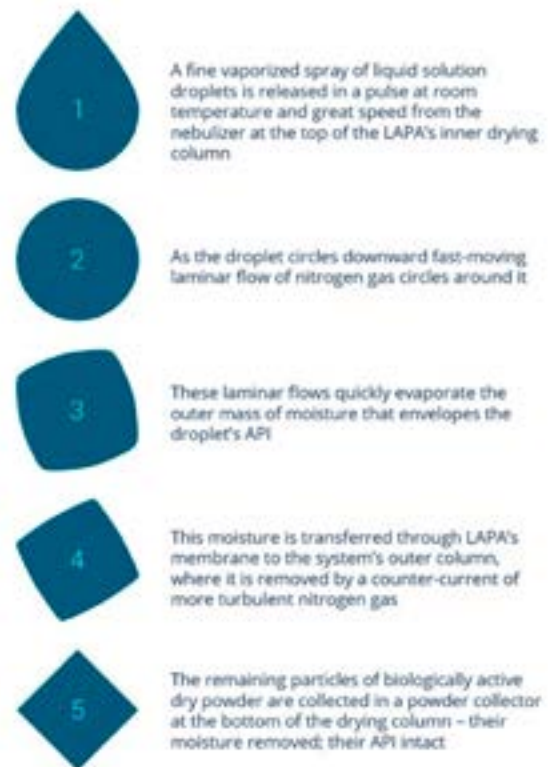 1
A fine vaporized spray of liquid solution
droplets is released in a pulse at room
temperature and great speed from the
nebulizer at the top of the LAPA's inner drying
column
2
As the droplet circles downward fast-moving
laminar flow of nitrogen gas circles around it
3
These laminar flows quickly evaporate the
outer mass of moisture that envelopes the
droplet's API
4
This moisture is transferred through LAPA's
membrane to the system's outer column,
where it is removed by a counter-current of
more turbulent nitrogen gas
5
The remaining particles of biologically active
dry powder are collected in a powder collector
at the bottom of the drying column – their
moisture removed; their API intact